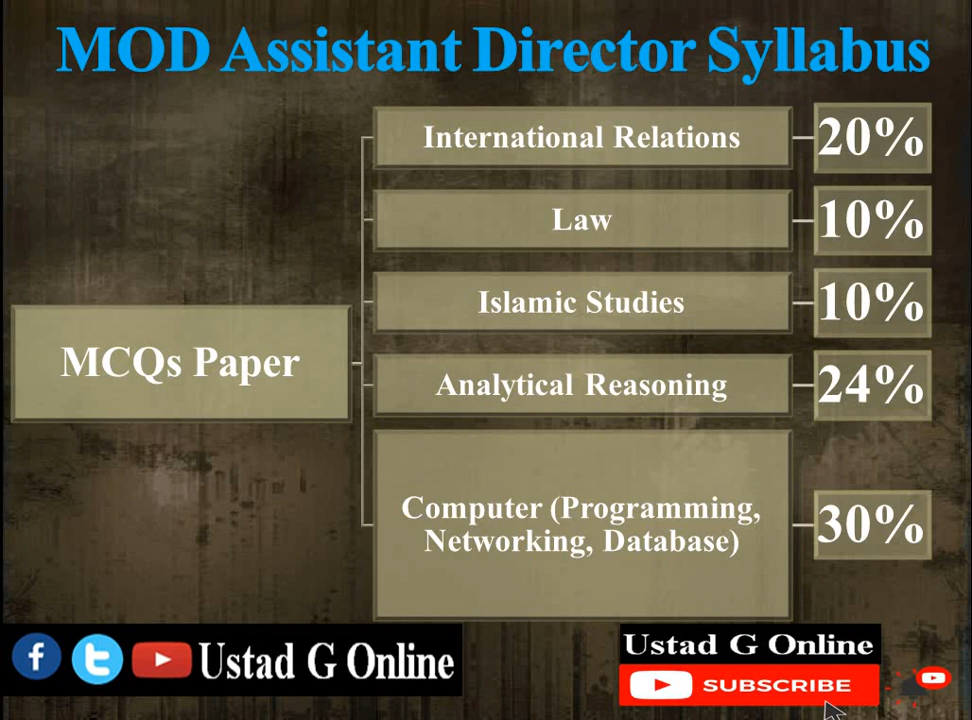 MOD Assistant Director Syllabus
International Relations
20%
Law
10%
Islamic Studies
10%
MCQs Paper
Analytical Reasoning
24%
Computer (Programming,
Networking, Database)
30%
Ustad G Online
Ustad G Online
SUBSCRIBE